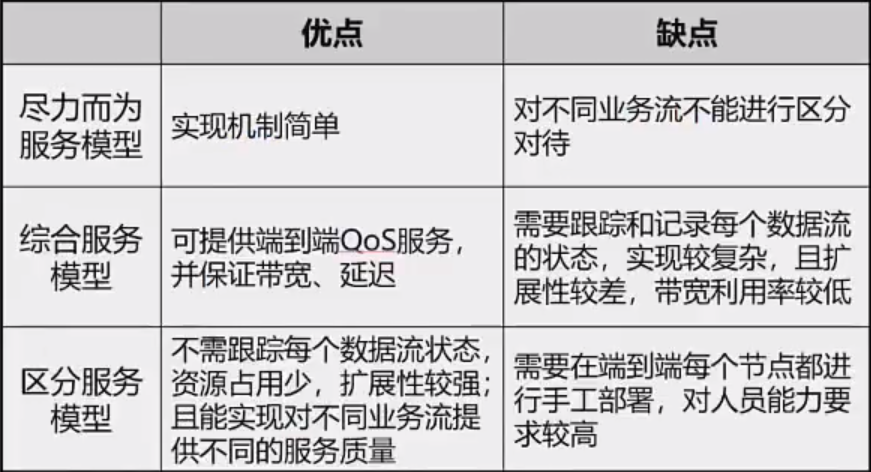 优点
缺点
尽力而为
服务模型
实现机制简单
对不同业务流不能进行区分
对待
综合服务
模型
可提供端到端QoS服务，
并保证带宽、延迟
需要跟踪和记录每个数据流
的状态，实现较复杂，且扩
展性较差，带宽利用率较低
区分服务
模型
不需跟踪每个数据流状态，
资源占用少，扩展性较强；
且能实现对不同业务流提
供不同的服务质量
需要在端到端每个节点都进
行手工部署，对人员能力要
求较高